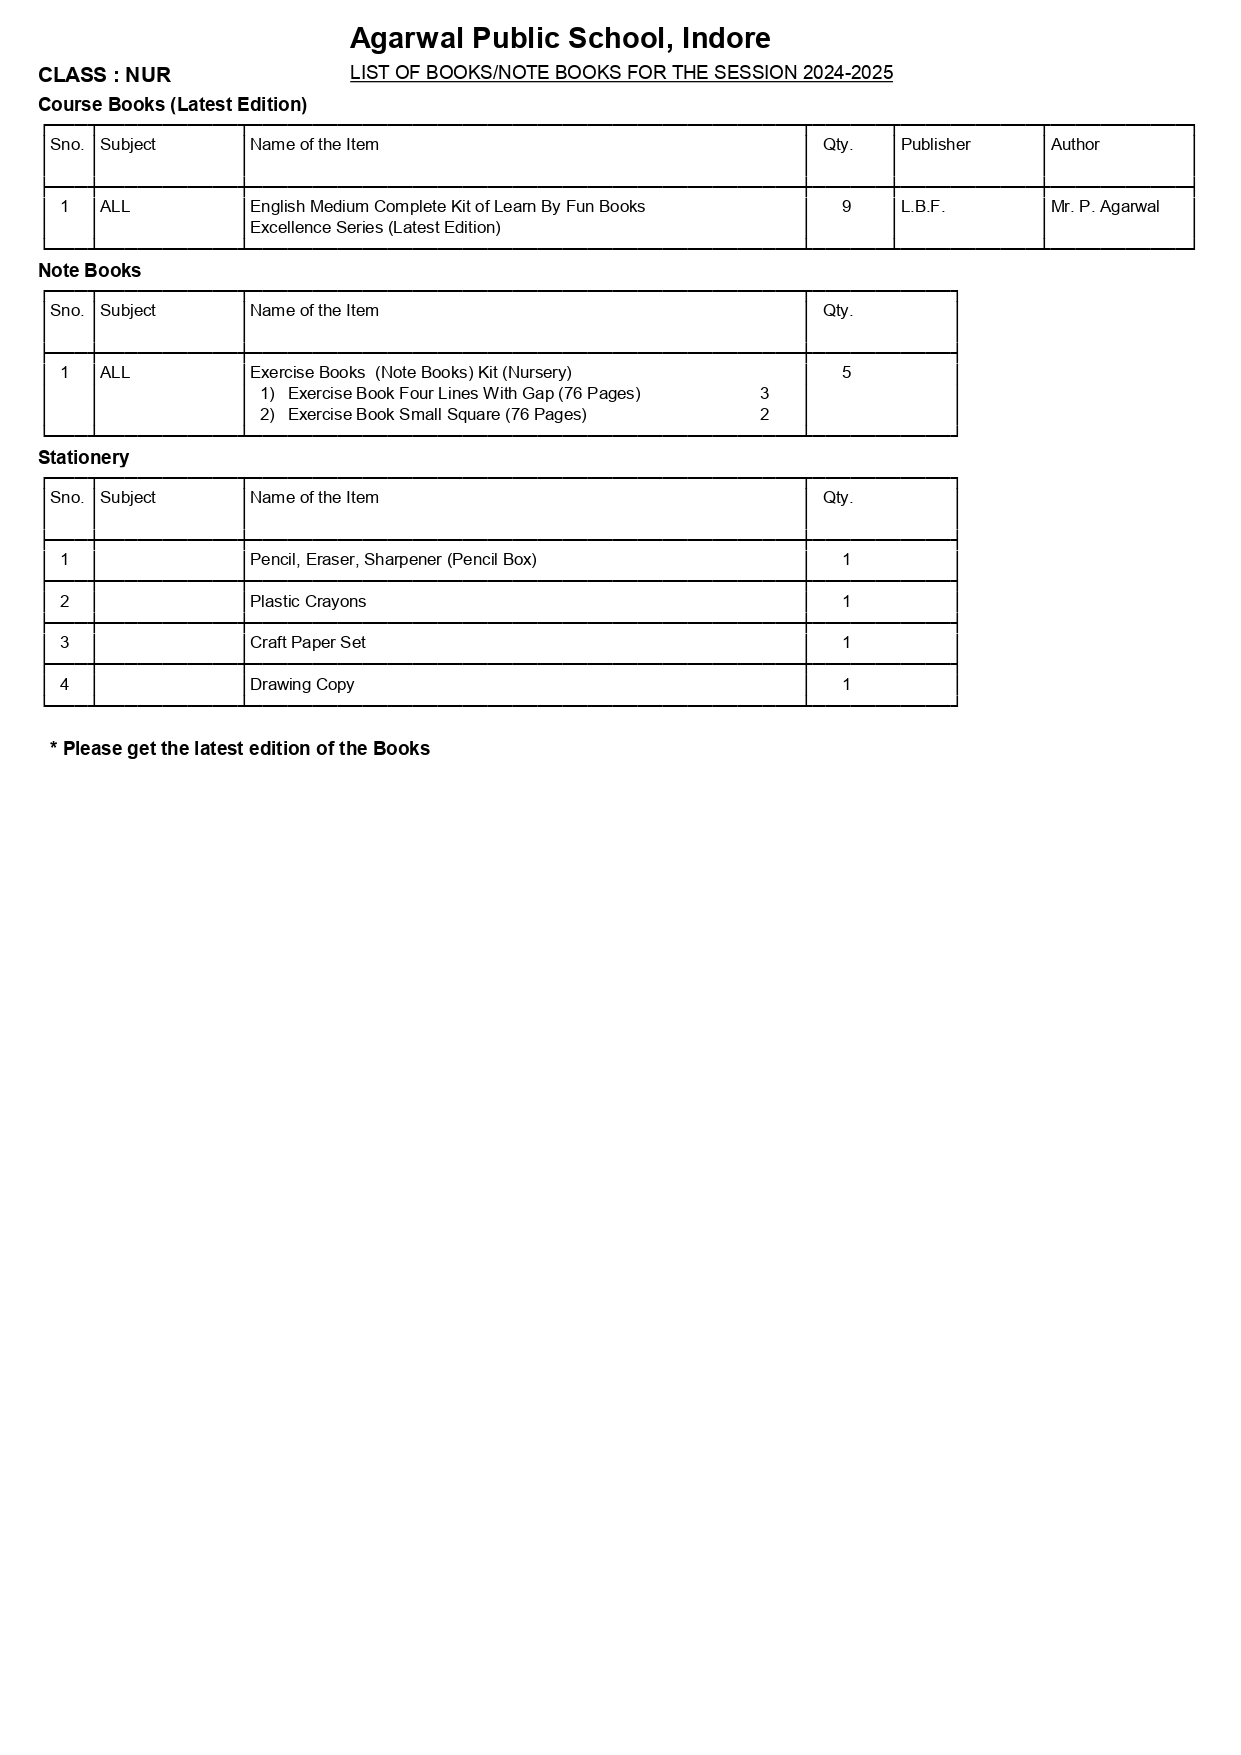 Agarwal Public School, Indore
CLASS : NUR
LIST OF BOOKS/NOTE BOOKS FOR THE SESSION 2024-2025
Course Books (Latest Edition)
Sno. Subject Name of the Item Qty. Publisher Author
1 ALL English Medium Complete Kit of Learn By Fun Books 9 L.B.F. Mr. P. Agarwal
Excellence Series (Latest Edition)
Note Books
Sno. Subject Name of the Item Qty.
1 ALL Exercise Books (Note Books) Kit (Nursery) 5
1) Exercise Book Four Lines With Gap (76 Pages) 3
2) Exercise Book Small Square (76 Pages) 2
Stationery
Sno. Subject Name of the Item Qty.
1 Pencil, Eraser, Sharpener (Pencil Box) 1
2 Plastic Crayons 1
3 Craft Paper Set 1
4 Drawing Copy 1
* Please get the latest edition of the Books